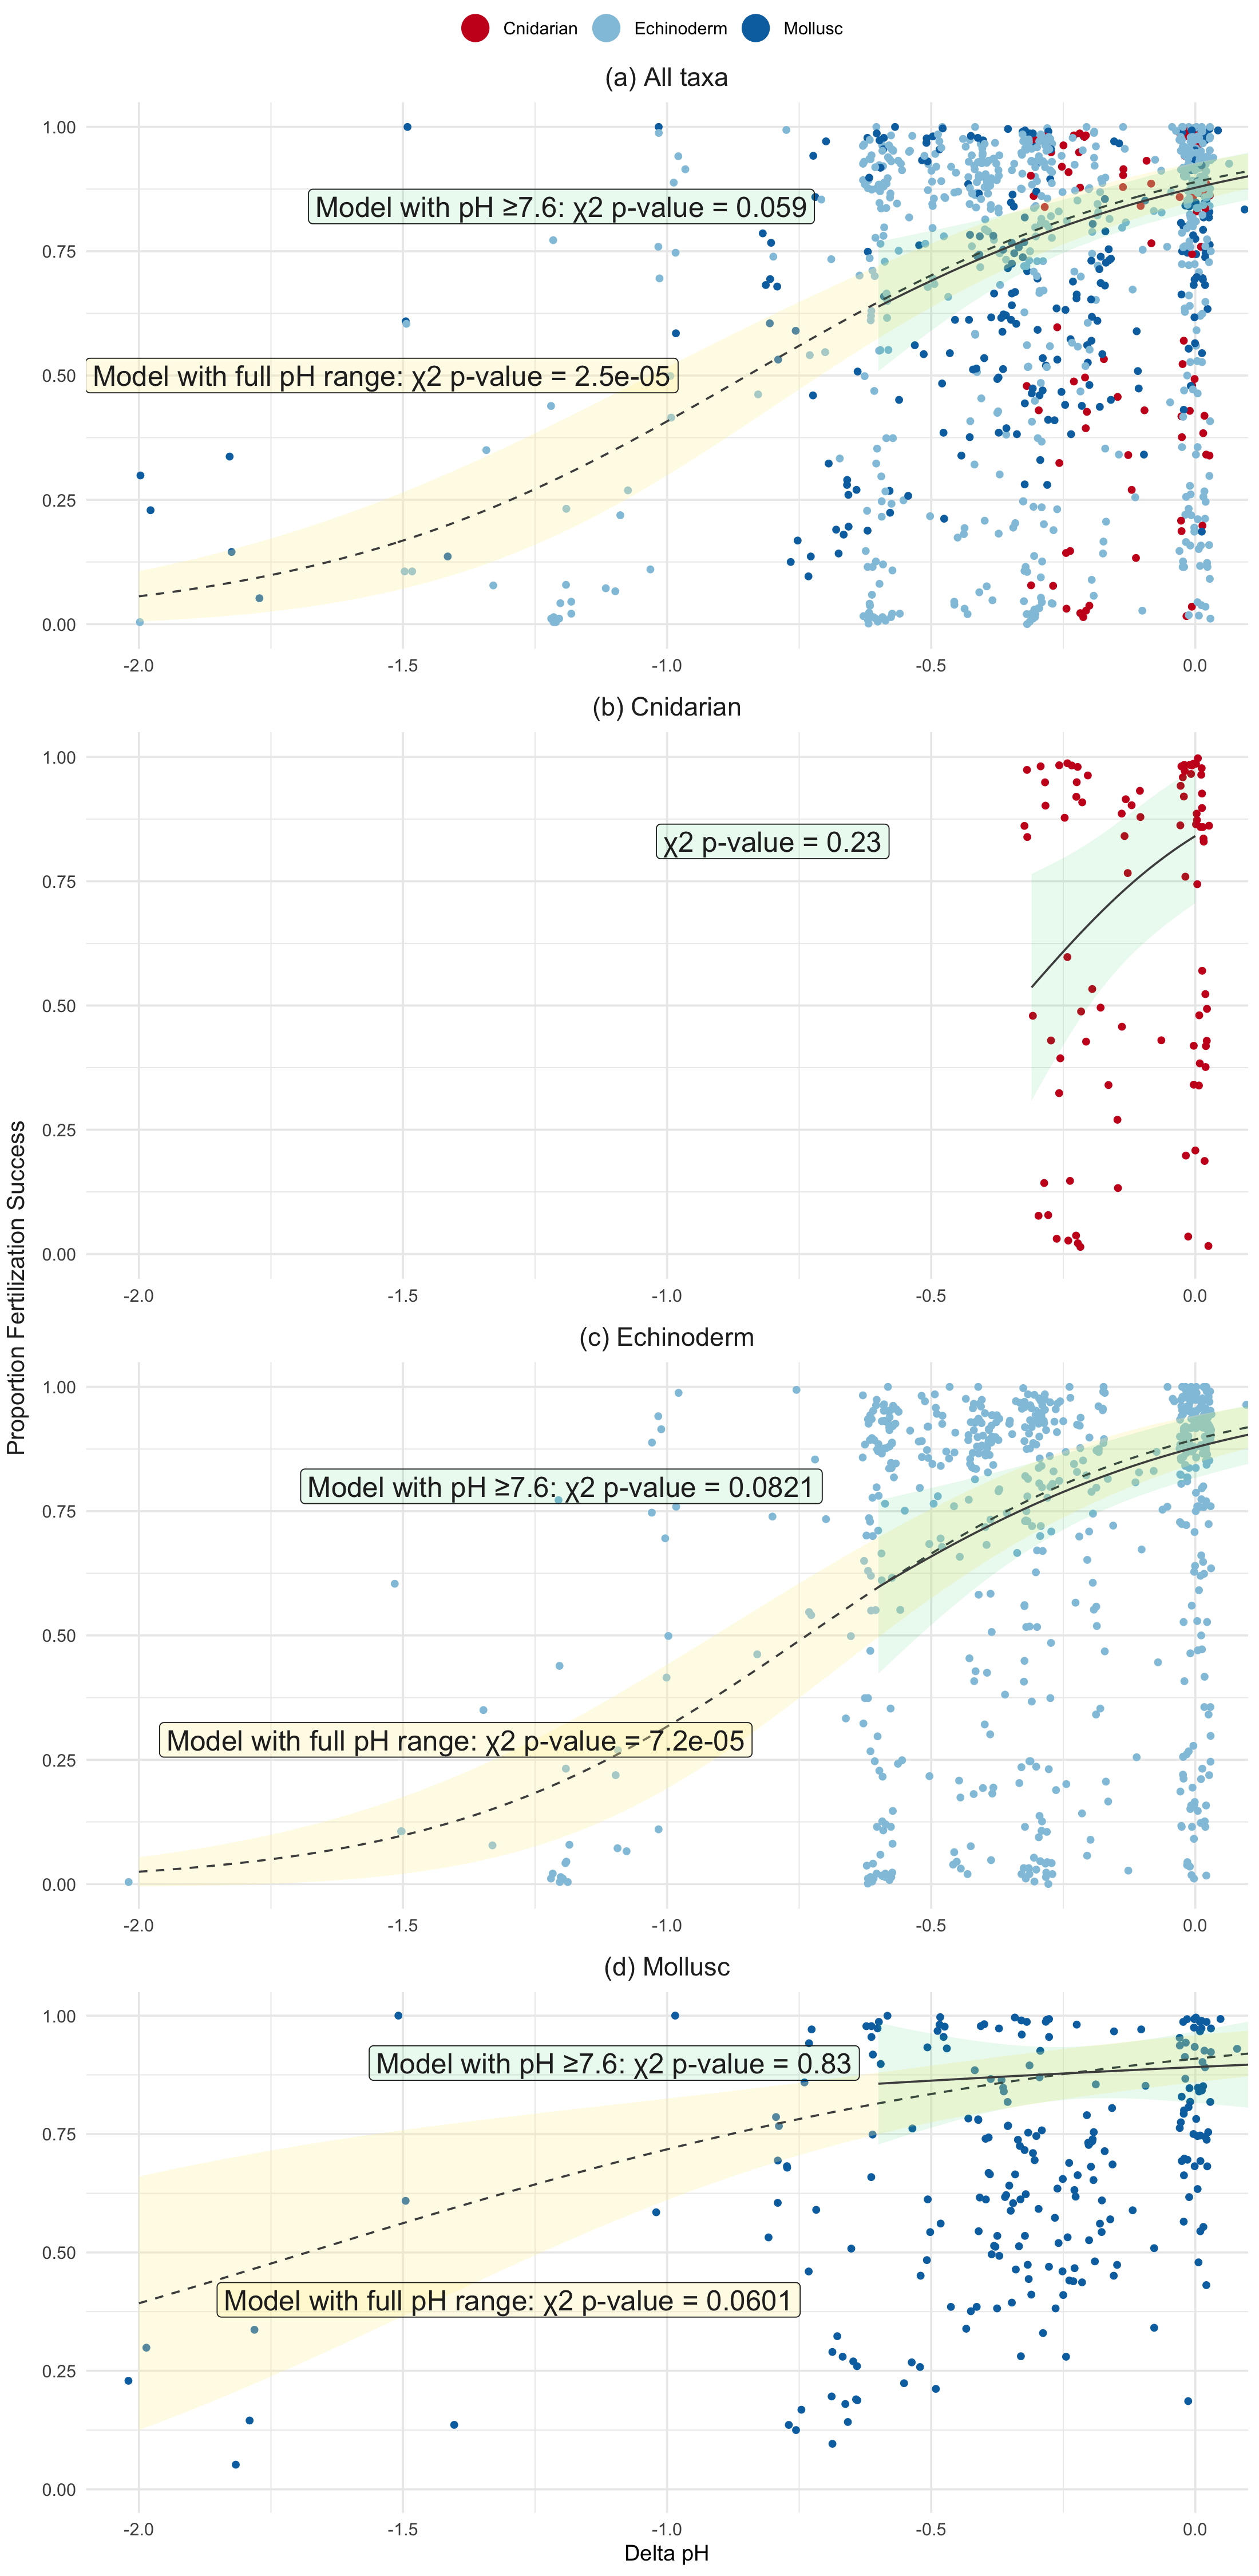 Cnidarian Echinoderm Mollusc
(a) All taxa
1.00
Model with pH ≥7.6: χ2 p-value = 0.059
0.75
0.50
Model with full pH range: χ2 p-value = 2.5e-05
0.25
0.00
-2.0 -1.5 -1.0 -0.5 0.0
(b) Cnidarian
1.00
χ2 p-value = 0.23
0.75
0.50
0.25
0.00
-2.0 -1.5 -1.0 -0.5 0.0
Proportion Fertilization Success
(c) Echinoderm
1.00
Model with pH ≥7.6: χ2 p-value = 0.0821
0.75
0.50
Model with full pH range: χ2 p-value = 7.2e-05
0.25
0.00
-2.0 -1.5 -1.0 -0.5 0.0
(d) Mollusc
1.00
Model with pH ≥7.6: χ2 p-value = 0.83
0.75
0.50
Model with full pH range: χ2 p-value = 0.0601
0.25
0.00
-2.0 -1.5 -1.0 -0.5 0.0
Delta pH